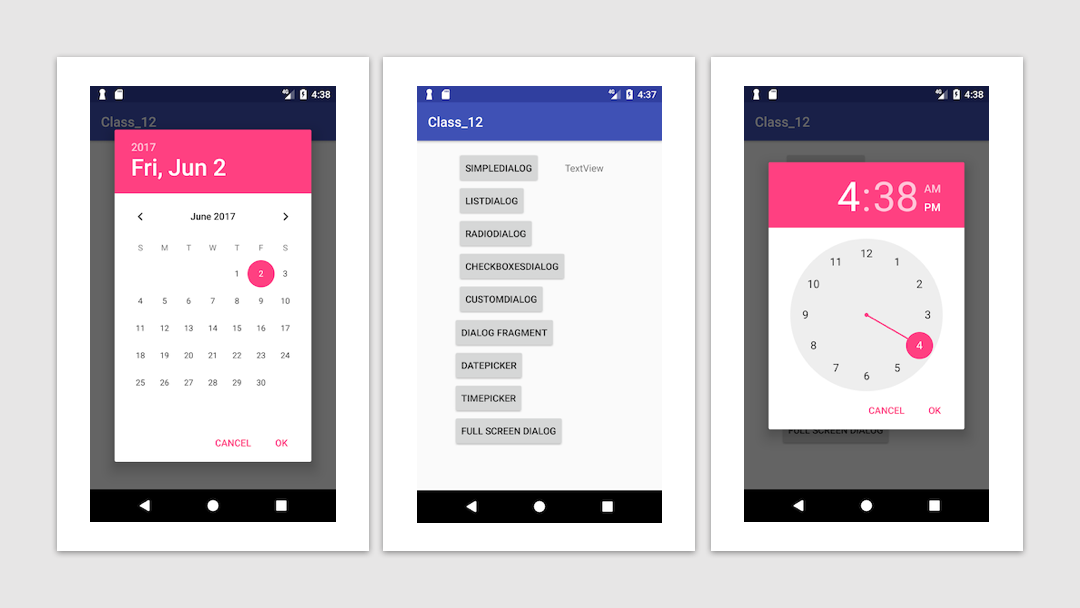 4G 4:38
Class_12
2017
Fri, Jun 2
June 2017
S M T W T F S
1 2 3
4 5 6 7 8 9 10
11 12 13 14 15 16 17
18 19 20 21 22 23 24
25 26 27 28 29 30
CANCEL OK
4G 4:37
Class_12
SIMPLEDIALOG TextView
LISTDIALOG
RADIODIALOG
CHECKBOXESDIALOG
CUSTOMDIALOG
DIALOG FRAGMENT
DATEPICKER
TIMEPICKER
FULL SCREEN DIALOG
4G 4:38
Class_12
4:38 AM
PM
12
11 1
10 2
9 3
8 4
7 5
6
CANCEL OK
FULL SCREEN DIALOG